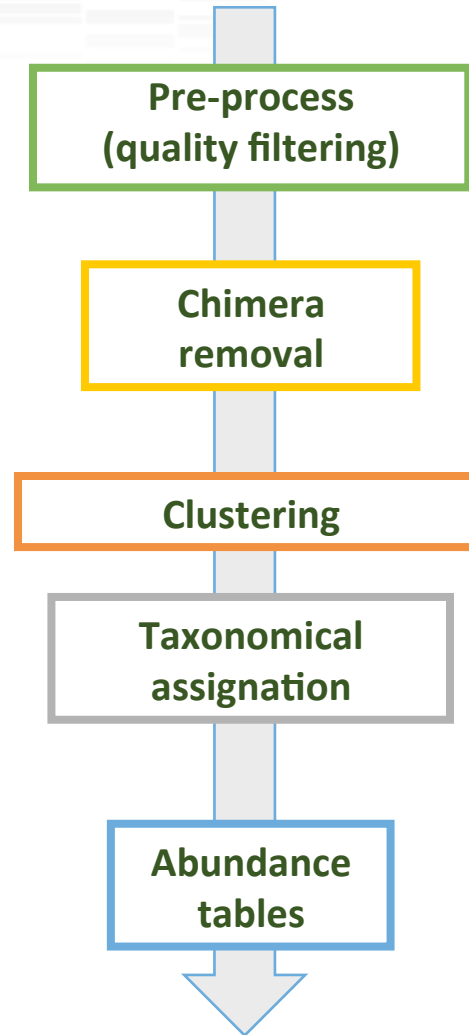 Pre-process
(quality filtering)
Chimera
removal
Clustering
Taxonomical
assignation
Abundance
tables